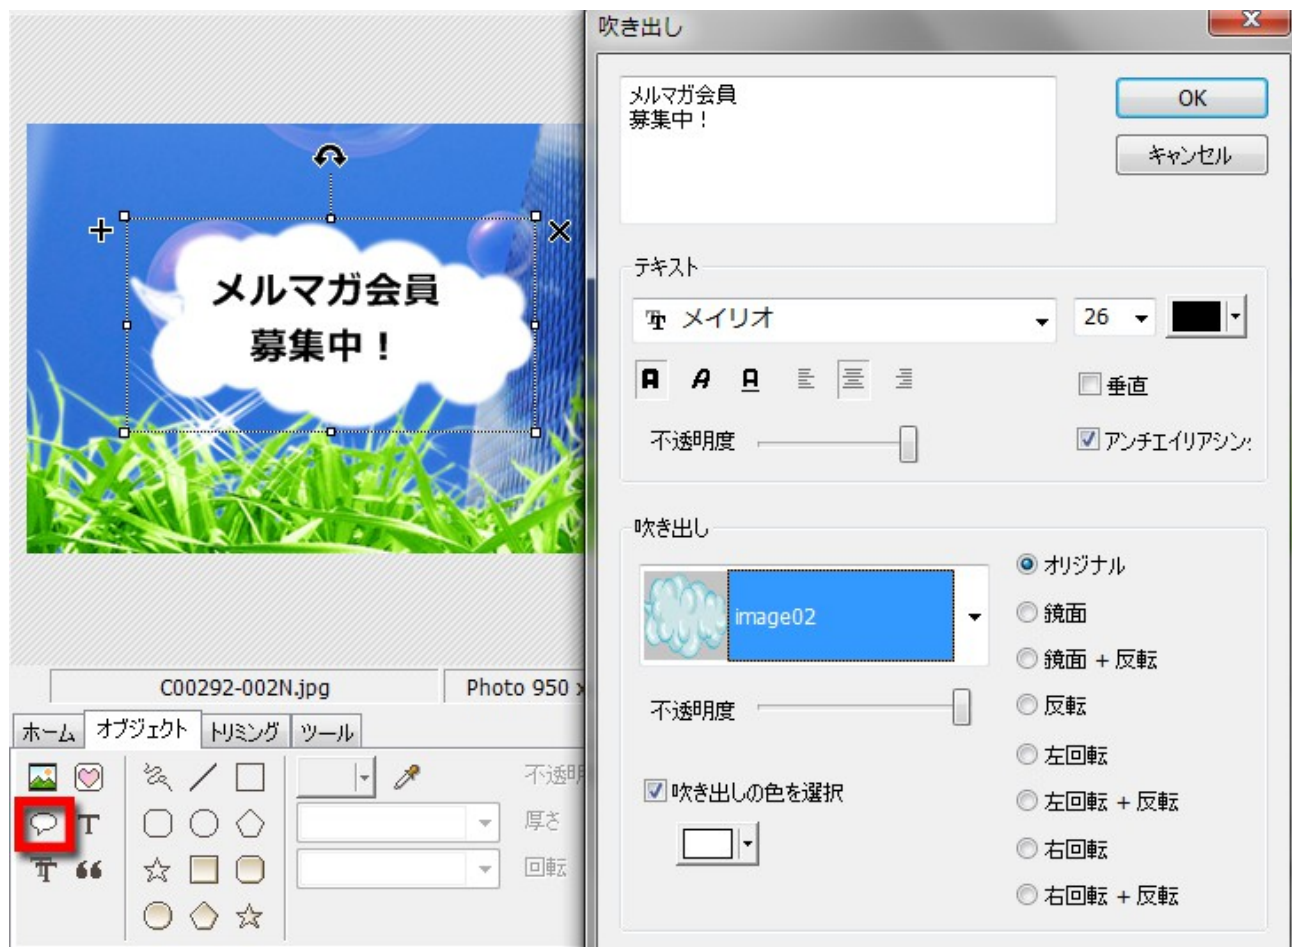 吹き出し
メルマガ会員
募集中！
OK
キャンセル
メルマガ会員
募集中！
テキスト
メイリオ
26
A A A
垂直
不透明度
アンチエイリアシン
吹き出し
image02
オリジナル
鏡面
鏡面 + 反転
反転
左回転
左回転 + 反転
右回転
右回転 + 反転
不透明度
吹き出しの色を選択
C00292-002N.jpg
Photo 950 x
ホーム
オブジェクト
トリミング
ツール
不透明
厚さ
回転